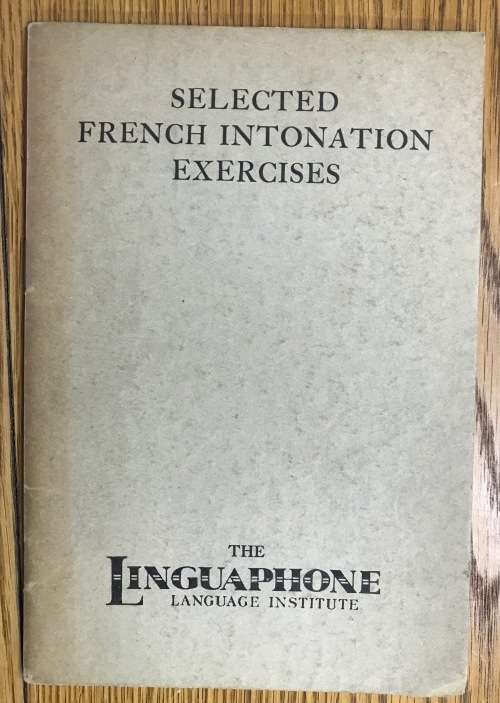 SELECTED
FRENCH INTONATION
EXERCISES
THE
LINGUAPHONE
LANGUAGE INSTITUTE